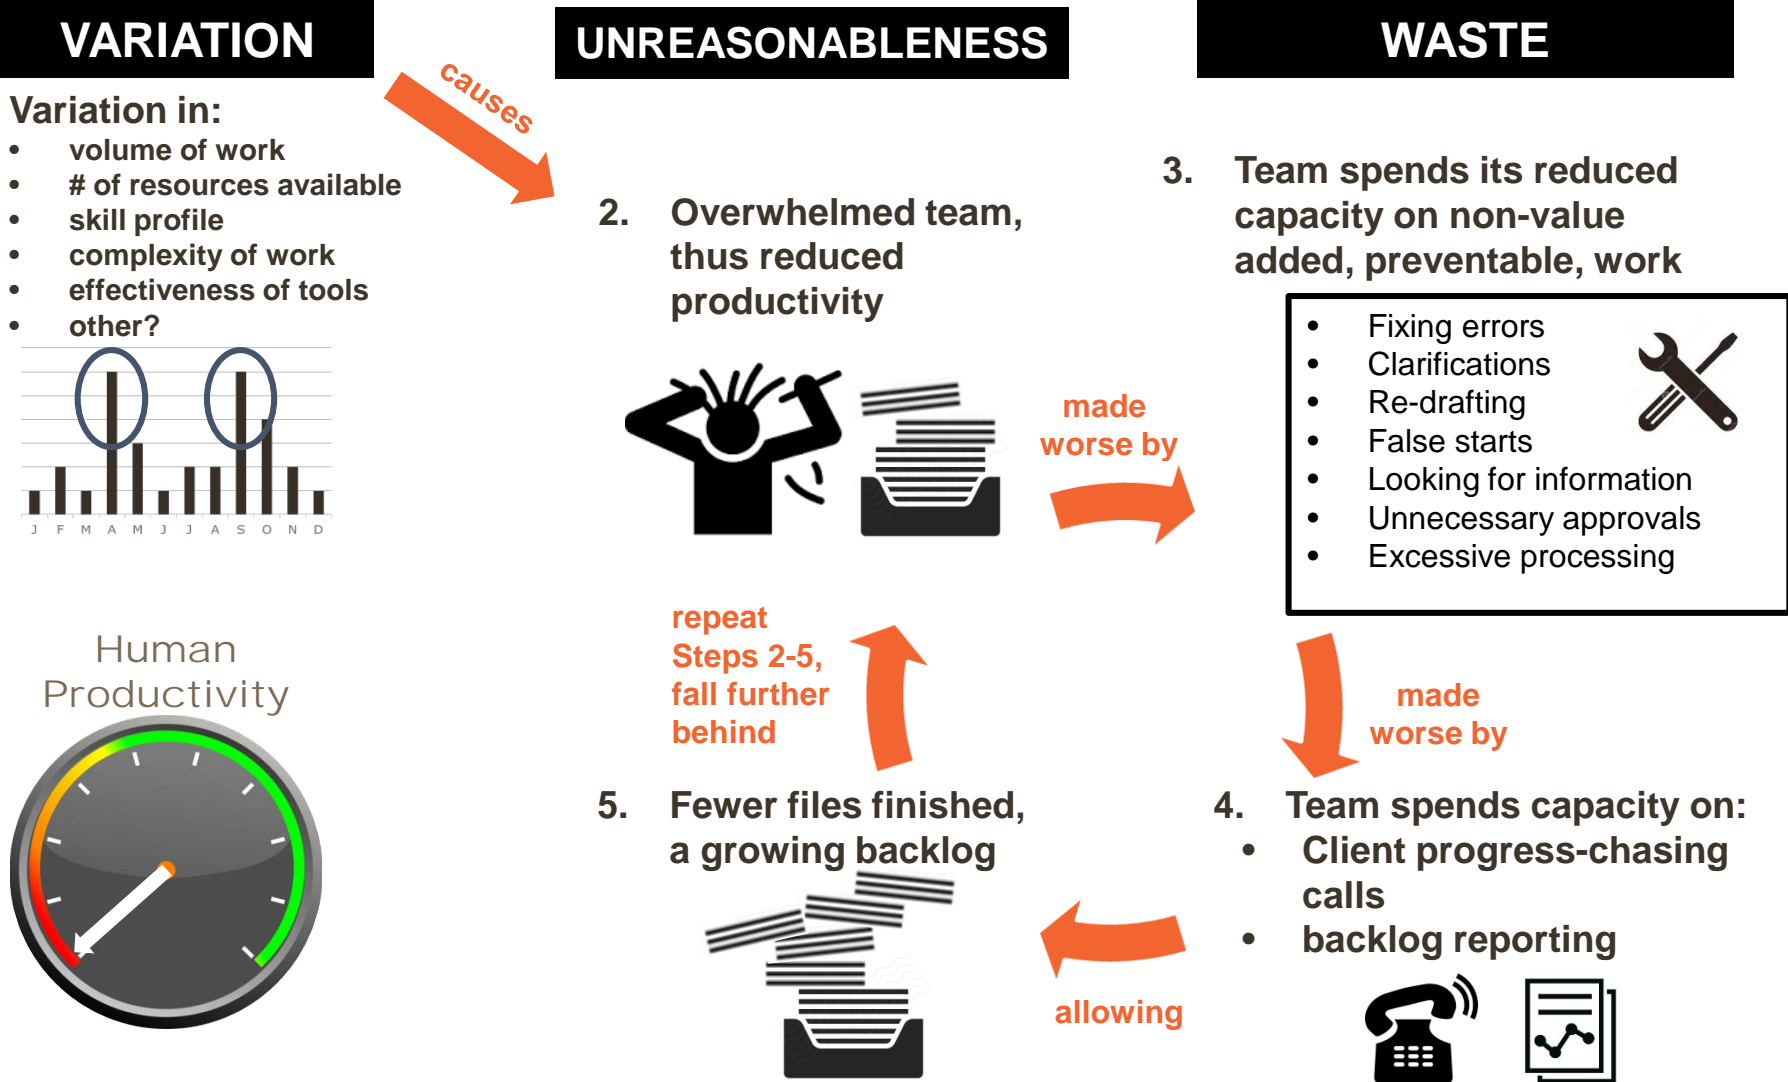 VARIATION
Variation in:
• volume of work
• # of resources available
• skill profile
• complexity of work
• effectiveness of tools
• other?
J F M A M J J A S O N D
Human
Productivity
causes
UNREASONABLENESS
2. Overwhelmed team,
thus reduced
productivity
made
worse by
WASTE
3. Team spends its reduced
capacity on non-value
added, preventable, work
• Fixing errors
• Clarifications
• Re-drafting
• False starts
• Looking for information
• Unnecessary approvals
• Excessive processing
made
worse by
4. Team spends capacity on:
• Client progress-chasing
calls
• backlog reporting
allowing
5. Fewer files finished,
a growing backlog
repeat
Steps 2-5,
fall further
behind